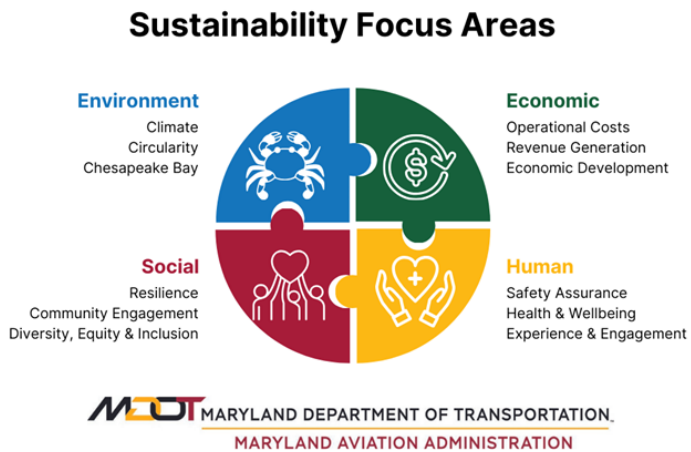 Sustainability Focus Areas
Environment
Climate
Circularity
Chesapeake Bay
Economic
Operational Costs
Revenue Generation
Economic Development
Social
Resilience
Community Engagement
Diversity, Equity & Inclusion
Human
Safety Assurance
Health & Wellbeing
Experience & Engagement
$
MDOT MARYLAND DEPARTMENT OF TRANSPORTATION™
MARYLAND AVIATION ADMINISTRATION